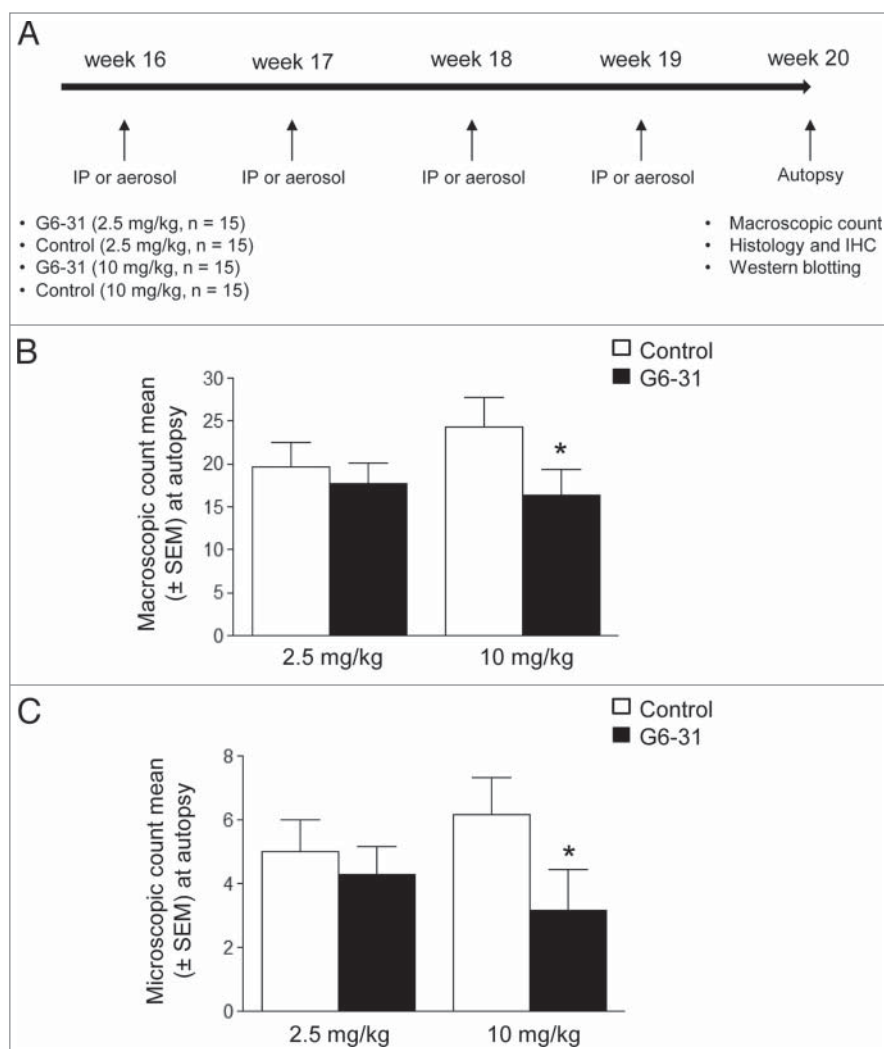 A
week 16 week 17 week 18 week 19 week 20
IP or aerosol IP or aerosol IP or aerosol IP or aerosol Autopsy
• G6-31 (2.5 mg/kg, n = 15)
• Control (2.5 mg/kg, n = 15)
• G6-31 (10 mg/kg, n = 15)
• Control (10 mg/kg, n = 15)
• Macroscopic count
• Histology and IHC
• Western blotting
B
Control
G6-31
Macroscopic count mean
(± SEM) at autopsy
30
25
20
15
10
5
0
*
2.5 mg/kg 10 mg/kg
C
Control
G6-31
Microscopic count mean
(± SEM) at autopsy
8
6
4
2
0
*
2.5 mg/kg 10 mg/kg